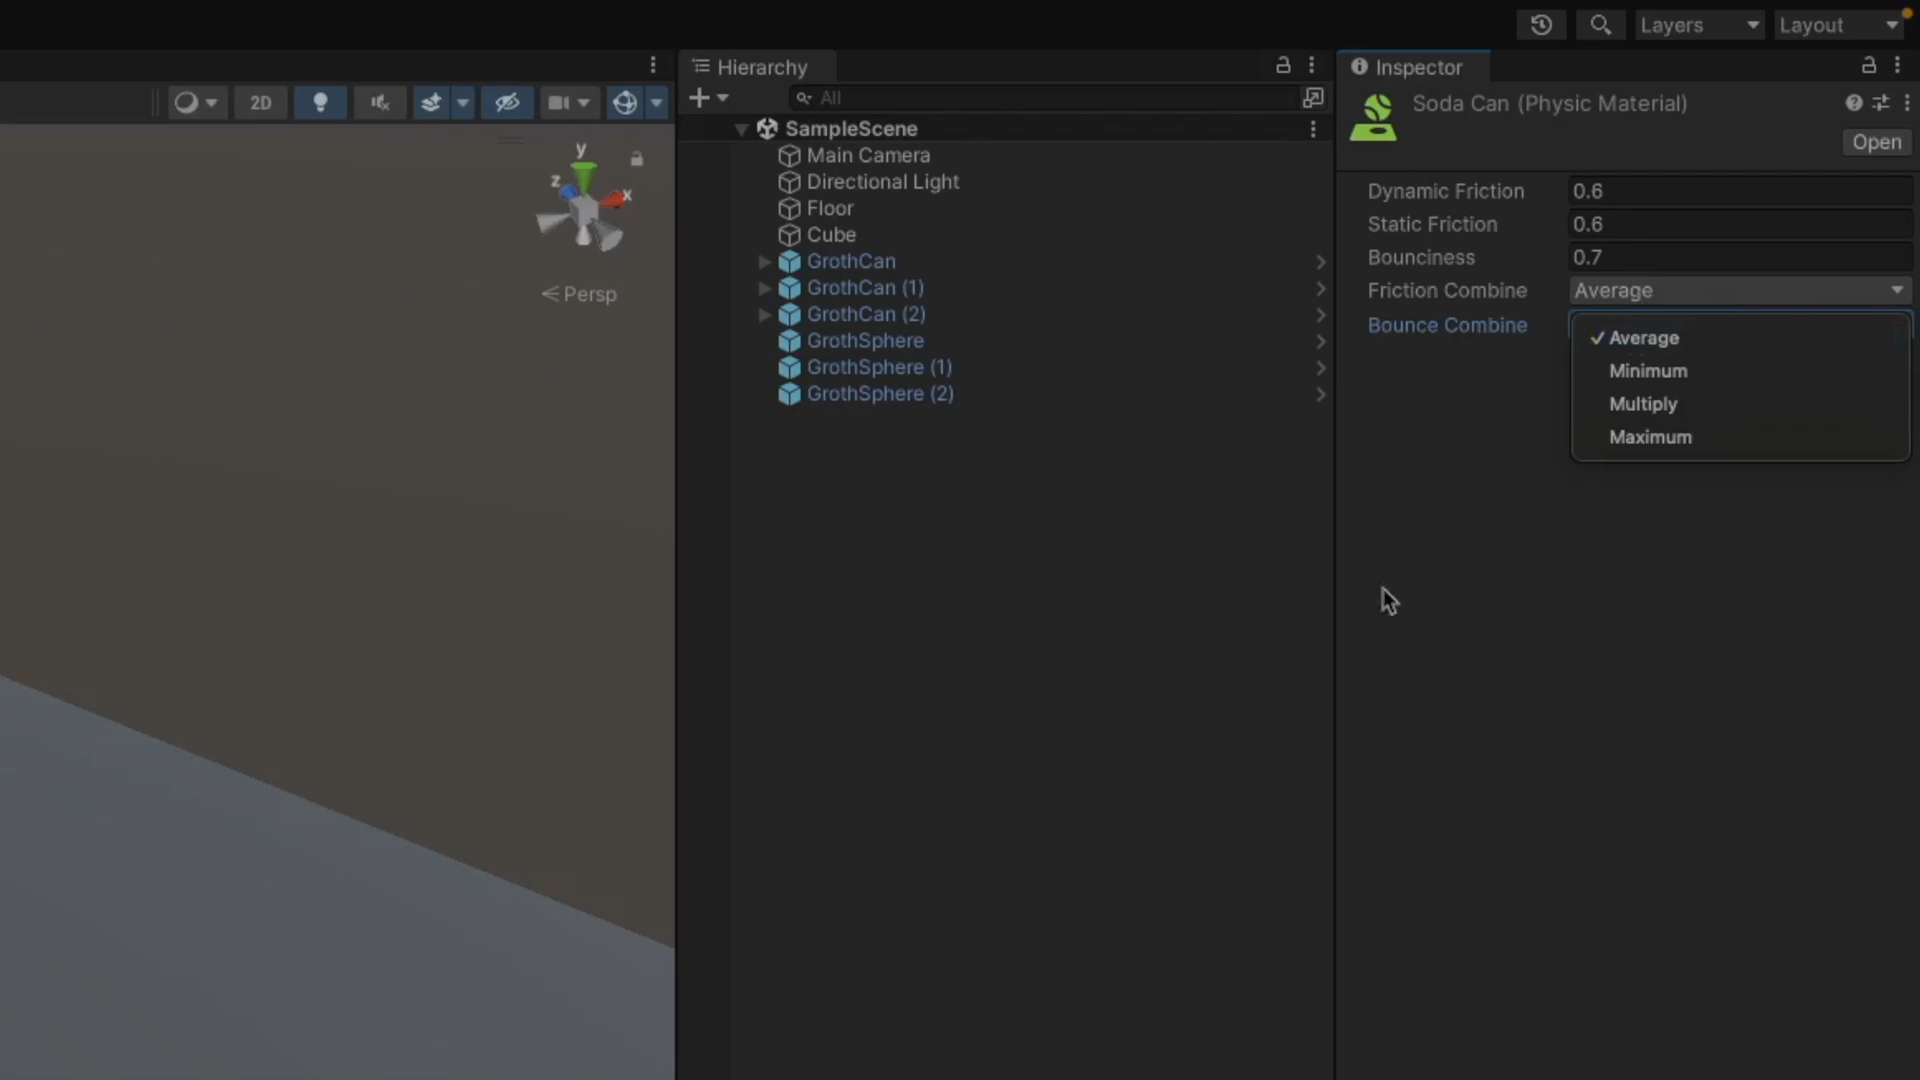 Layers
Layout
Hierarchy
Inspector
2D
All
Soda Can (Physic Material)
Open
SampleScene
Main Camera
Directional Light
Floor
Cube
GrothCan
GrothCan (1)
GrothCan (2)
GrothSphere
GrothSphere (1)
GrothSphere (2)
y
z
x
Persp
Dynamic Friction 0.6
Static Friction 0.6
Bounciness 0.7
Friction Combine Average
Bounce Combine
Average
Minimum
Multiply
Maximum